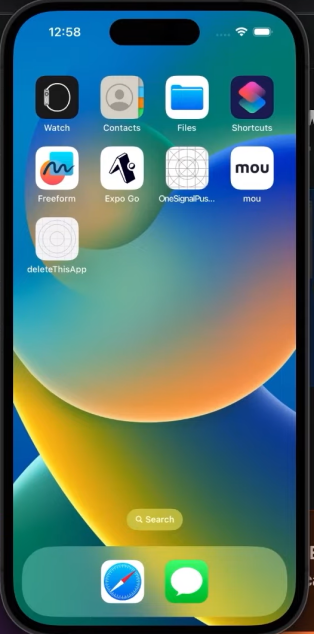 12:58
Watch
Contacts
Files
Shortcuts
Freeform
Expo Go
OneSignalPus...
mou
mou
deleteThisApp
Search